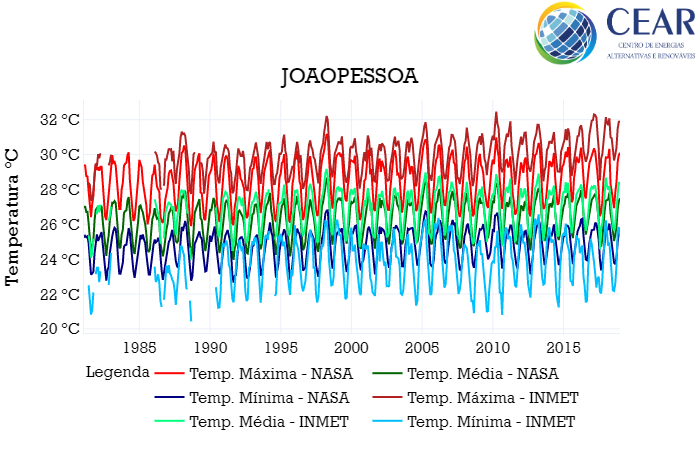 CEAR
CENTRO DE ENERGIAS
ALTERNATIVAS E RENOVÁVEIS
JOAOPESSOA
Temperatura °C
32 °C
30 °C
28 °C
26 °C
24 °C
22 °C
20 °C
1985 1990 1995 2000 2005 2010 2015
Legenda
Temp. Máxima - NASA Temp. Média - NASA
Temp. Mínima - NASA Temp. Máxima - INMET
Temp. Média - INMET Temp. Mínima - INMET